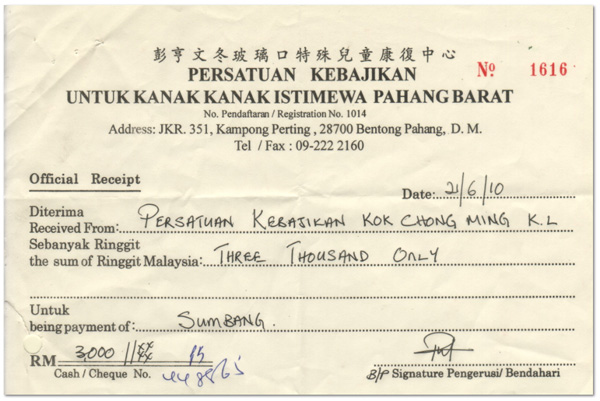 彭亨文冬玻璃口特殊兒童康復中心
PERSATUAN KEBAJIKAN
UNTUK KANAK KANAK ISTIMEWA PAHANG BARAT
Nº 1616
No. Pendaftaran / Registration No. 1014
Address: JKR. 351, Kampong Perting , 28700 Bentong Pahang, D. M.
Tel / Fax : 09-222 2160
Official Receipt
Date: 21/6/10
Diterima
Received From: PERSATUAN KEBAJIKAN KOK CHONG MING K.L
Sebanyak Ringgit
the sum of Ringgit Malaysia: THREE THOUSAND ONLY
Untuk
being payment of: SUMBANG.
RM 3,000
Cash / Cheque No.
B/P Signature Pengerusi/ Bendahari